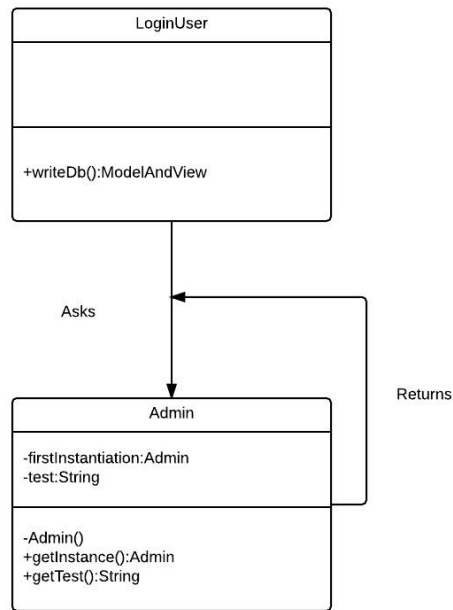 LoginUser
+writeDb():ModelAndView
Asks
Returns
Admin
-firstInstantiation:Admin
-test:String
-Admin()
+getInstance():Admin
+getTest():String